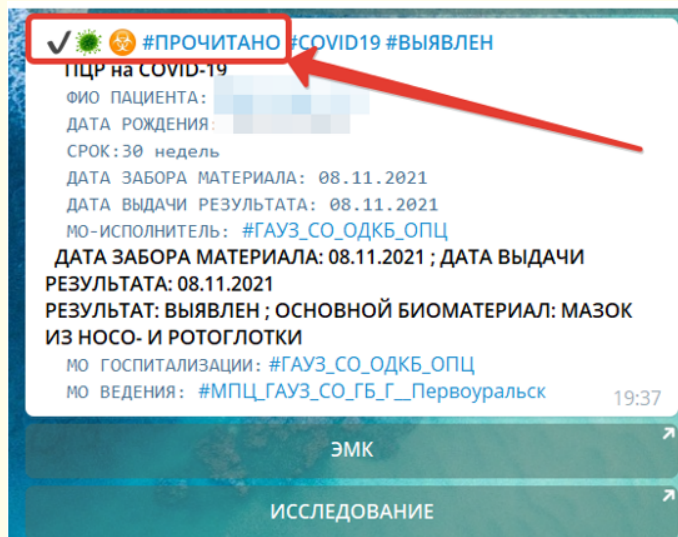 #ПРОЧИТАНО #COVID19 #ВЫЯВЛЕН
ПЦР на COVID-19
ФИО ПАЦИЕНТА:
ДАТА РОЖДЕНИЯ:
СРОК:30 недель
ДАТА ЗАБОРА МАТЕРИАЛА: 08.11.2021
ДАТА ВЫДАЧИ РЕЗУЛЬТАТА: 08.11.2021
МО-ИСПОЛНИТЕЛЬ: #ГАУЗ_СО_ОДКБ_ОПЦ
ДАТА ЗАБОРА МАТЕРИАЛА: 08.11.2021 ; ДАТА ВЫДАЧИ
РЕЗУЛЬТАТА: 08.11.2021
РЕЗУЛЬТАТ: ВЫЯВЛЕН ; ОСНОВНОЙ БИОМАТЕРИАЛ: МАЗОК
ИЗ НОСО- И РОТОГЛОТКИ
МО ГОСПИТАЛИЗАЦИИ: #ГАУЗ_СО_ОДКБ_ОПЦ
МО ВЕДЕНИЯ: #МПЦ_ГАУЗ_СО_ГБ_Г__Первоуральск
19:37
ЭМК
ИССЛЕДОВАНИЕ